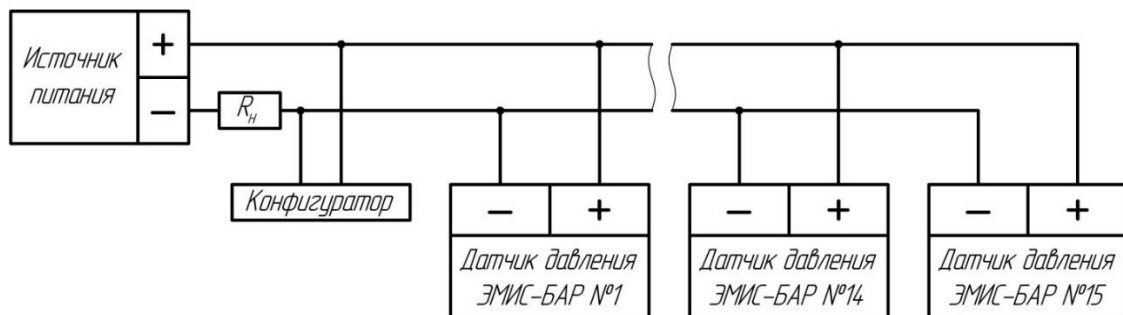 Источник
питания
+
−
Rн
Конфигуратор
− +
Датчик давления
ЭМИС-БАР №1
− +
Датчик давления
ЭМИС-БАР №14
− +
Датчик давления
ЭМИС-БАР №15